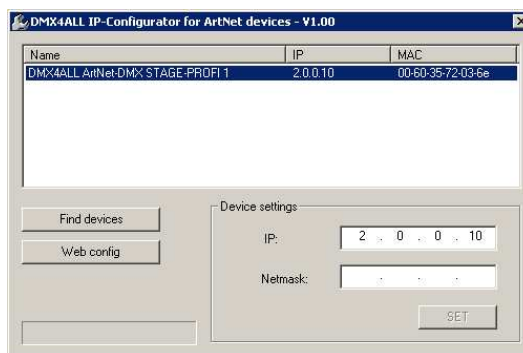 DMX4ALL IP-Configurator for ArtNet devices - V1.00
Name IP MAC
DMX4ALL ArtNet-DMX STAGE-PROFI 1 2.0.0.10 00-60-35-72-03-6e
Find devices
Web config
Device settings
IP: 2 . 0 . 0 . 10
Netmask: . . .
SET